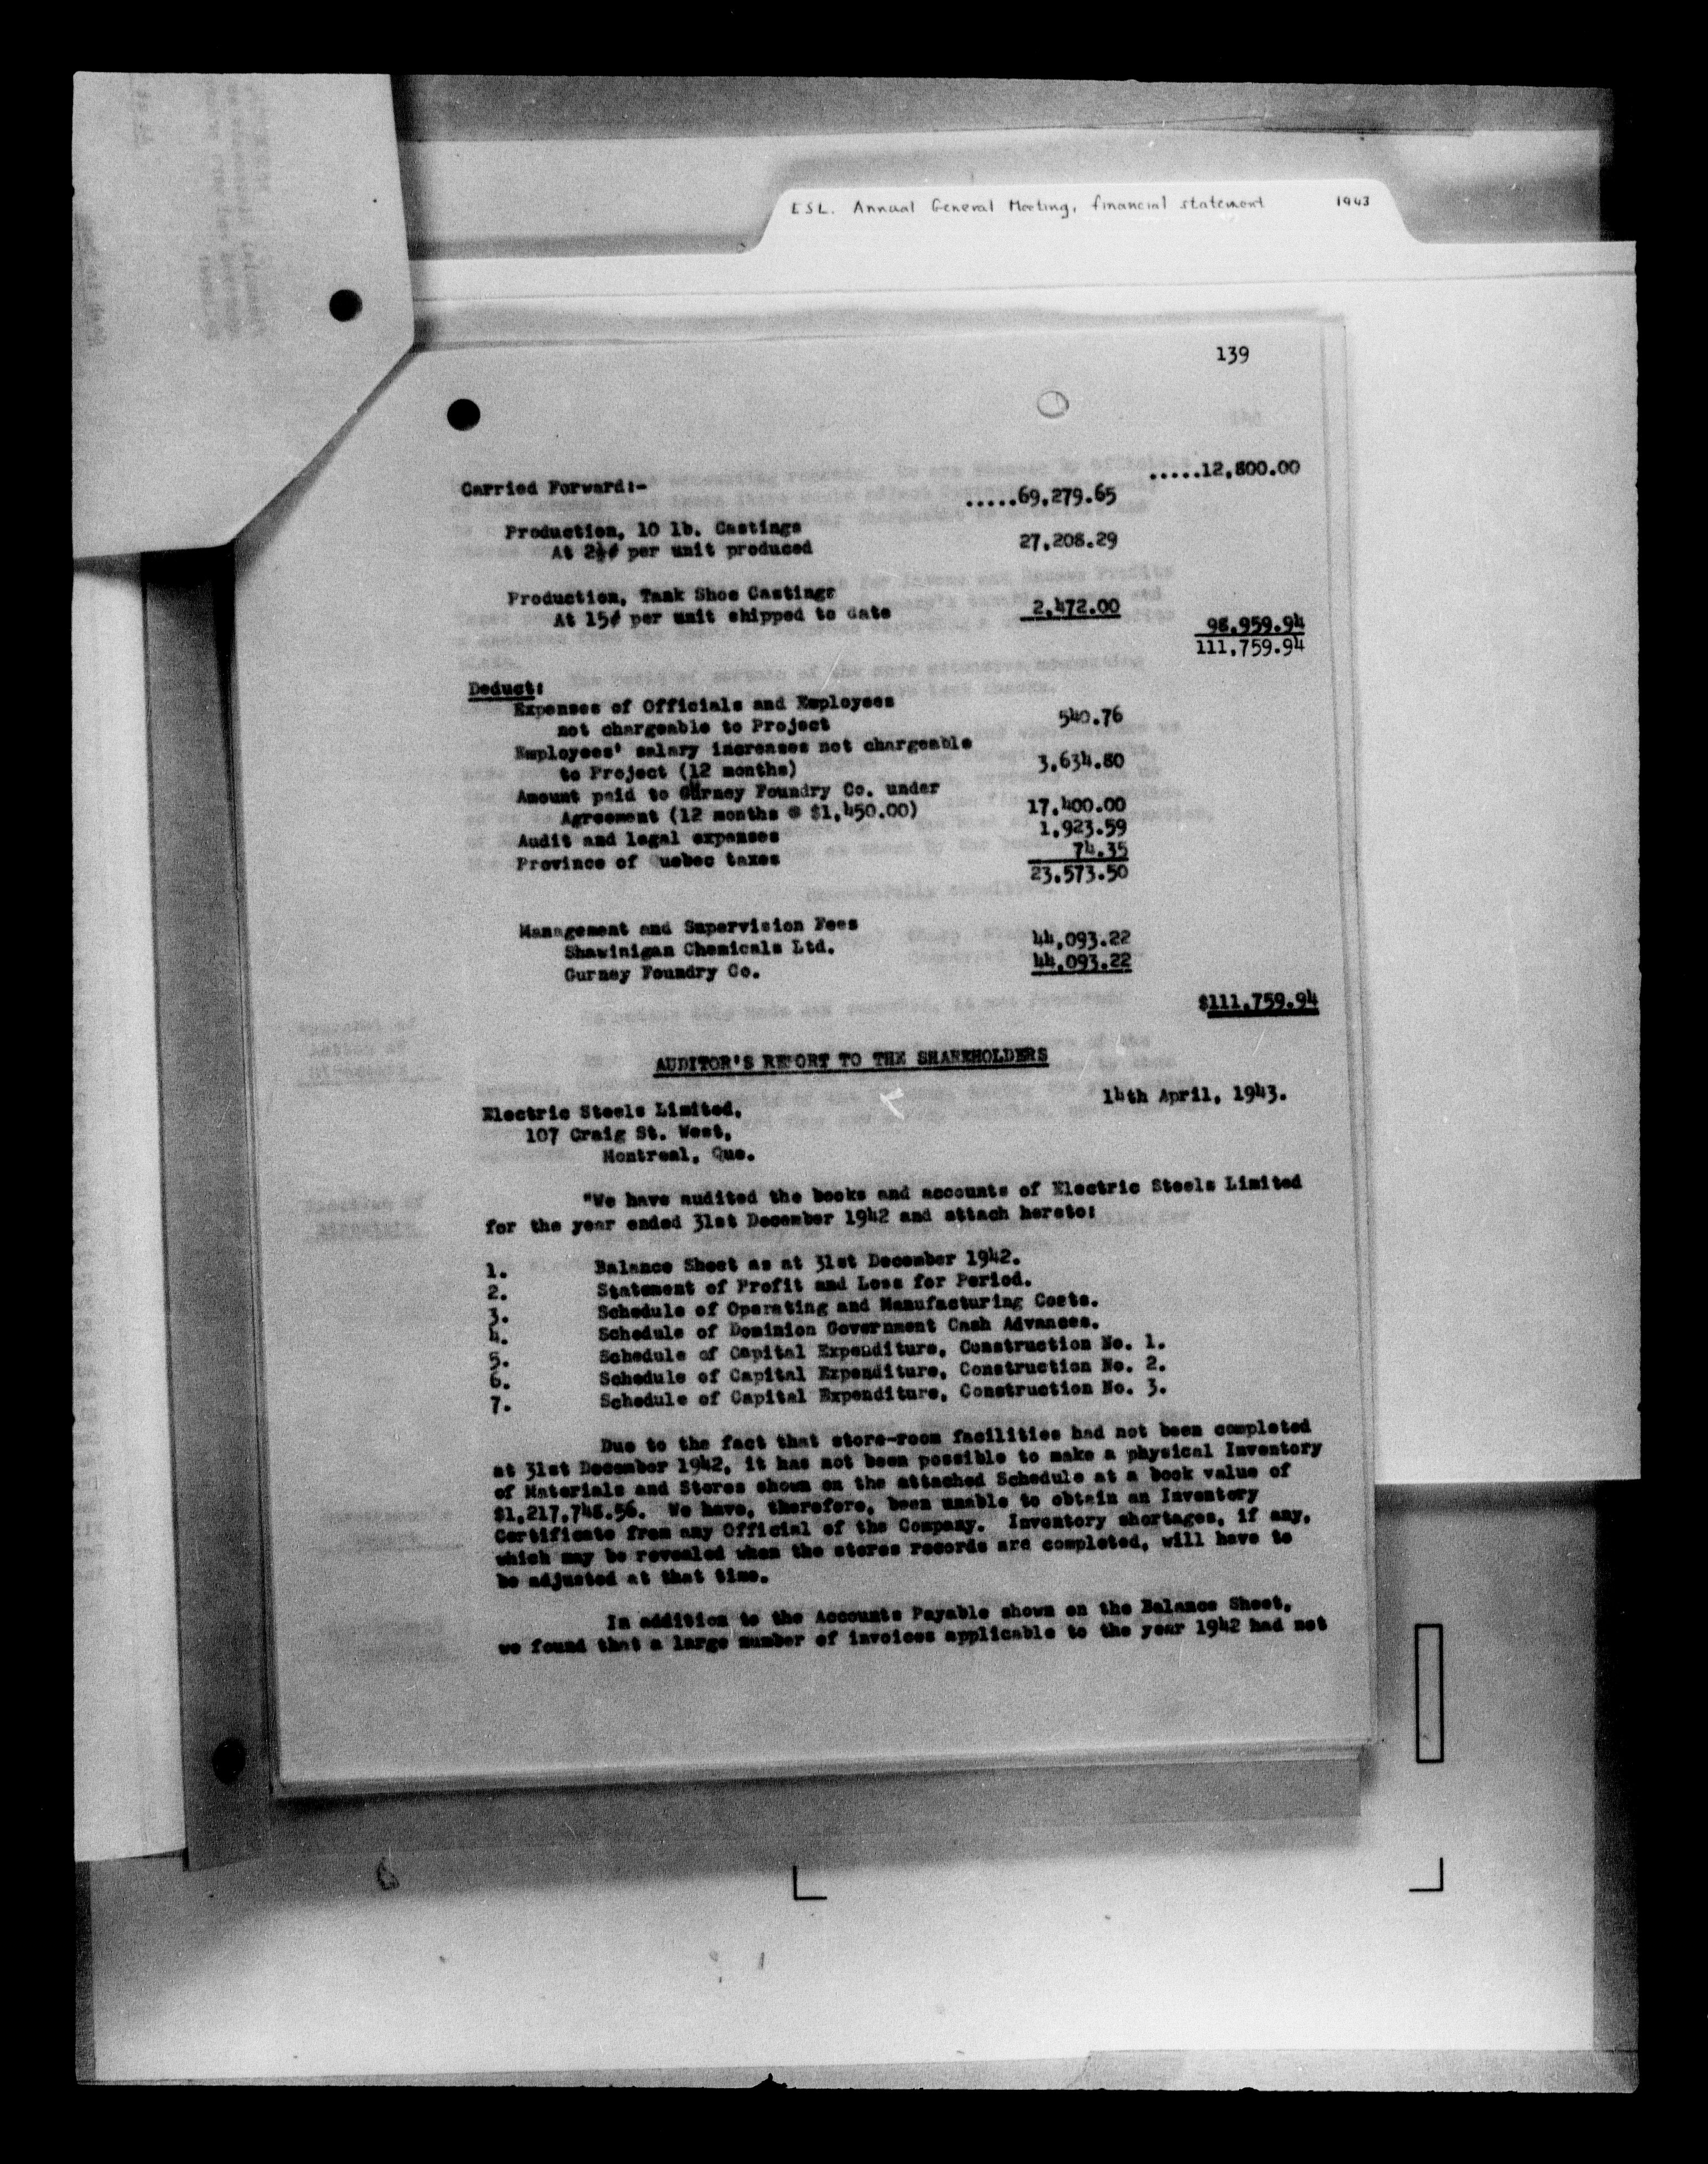 ESL. Annual General Meeting, financial statement 1943
139
Carried Forward:- .....69,279.65 .....12,800.00
Production, 10 lb. Castings
At 2½¢ per unit produced 27,208.29
Production, Tank Shoe Castings
At 15¢ per unit shipped to date 2,472.00
98,959.94
111,759.94
Deduct:
Expenses of Officials and Employees
not chargeable to Project 540.76
Employees' salary increases not chargeable
to Project (12 months) 3,634.80
Amount paid to Gurney Foundry Co. under
Agreement (12 months @ $1,450.00) 17,400.00
Audit and legal expenses 1,923.59
Province of Quebec taxes 74.35
23,573.50
Management and Supervision Fees
Shawinigan Chemicals Ltd. 44,093.22
Gurney Foundry Co. 44,093.22
$111,759.94
AUDITOR'S REPORT TO THE SHAREHOLDERS
14th April, 1943.
Electric Steels Limited,
107 Craig St. West,
Montreal, Que.
"We have audited the books and accounts of Electric Steels Limited
for the year ended 31st December 1942 and attach hereto:
1. Balance Sheet as at 31st December 1942.
2. Statement of Profit and Loss for Period.
3. Schedule of Operating and Manufacturing Costs.
4. Schedule of Dominion Government Cash Advances.
5. Schedule of Capital Expenditure, Construction No. 1.
6. Schedule of Capital Expenditure, Construction No. 2.
7. Schedule of Capital Expenditure, Construction No. 3.
Due to the fact that store-room facilities had not been completed
at 31st December 1942, it has not been possible to make a physical Inventory
of Materials and Stores shown on the attached Schedule at a book value of
$1,217,748.56. We have, therefore, been unable to obtain an Inventory
Certificate from any Official of the Company. Inventory shortages, if any,
which may be revealed when the stores records are completed, will have to
be adjusted at that time.
In addition to the Accounts Payable shown on the Balance Sheet,
we found that a large number of invoices applicable to the year 1942 had not